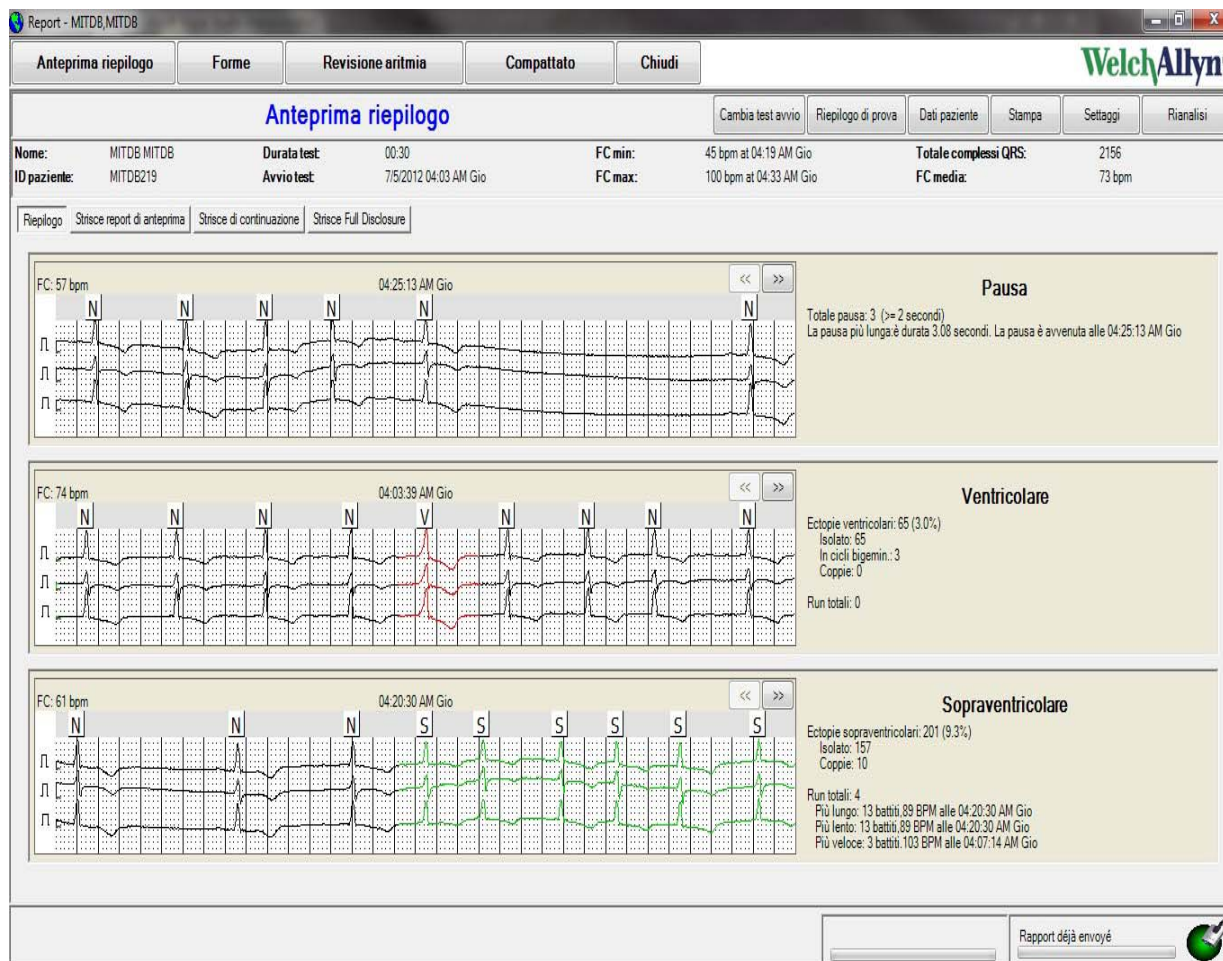 Report - MITDB,MITDB
Anteprima riepilogo Forme Revisione aritmia Compattato Chiudi
WelchAllyn
Anteprima riepilogo
Cambia test avvio Riepilogo di prova Dati paziente Stampa Settaggi Rianalisi
Nome: MITDB MITDB Durata test: 00:30 FC min: 45 bpm at 04:19 AM Gio Totale complessi QRS: 2156
ID paziente: MITDB219 Avvio test: 7/5/2012 04:03 AM Gio FC max: 100 bpm at 04:33 AM Gio FC media: 73 bpm
Riepilogo Strisce report di anteprima Strisce di continuazione Strisce Full Disclosure
FC: 57 bpm 04:25:13 AM Gio << >>
N N N N N N
Pausa
Totale pausa: 3 (>= 2 secondi)
La pausa più lunga è durata 3.08 secondi. La pausa è avvenuta alle 04:25:13 AM Gio
FC: 74 bpm 04:03:39 AM Gio << >>
N N N N V N N N N
Ventricolare
Ectopie ventricolari: 65 (3.0%)
Isolato: 65
In cicli bigemin.: 3
Coppie: 0
Run totali: 0
FC: 61 bpm 04:20:30 AM Gio << >>
N N N S S S S S S
Sopraventricolare
Ectopie sopraventricolari: 201 (9.3%)
Isolato: 157
Coppie: 10
Run totali: 4
Più lungo: 13 battiti,89 BPM alle 04:20:30 AM Gio
Più lento: 13 battiti,89 BPM alle 04:20:30 AM Gio
Più veloce: 3 battiti.103 BPM alle 04:07:14 AM Gio
Rapport déjà envoyé